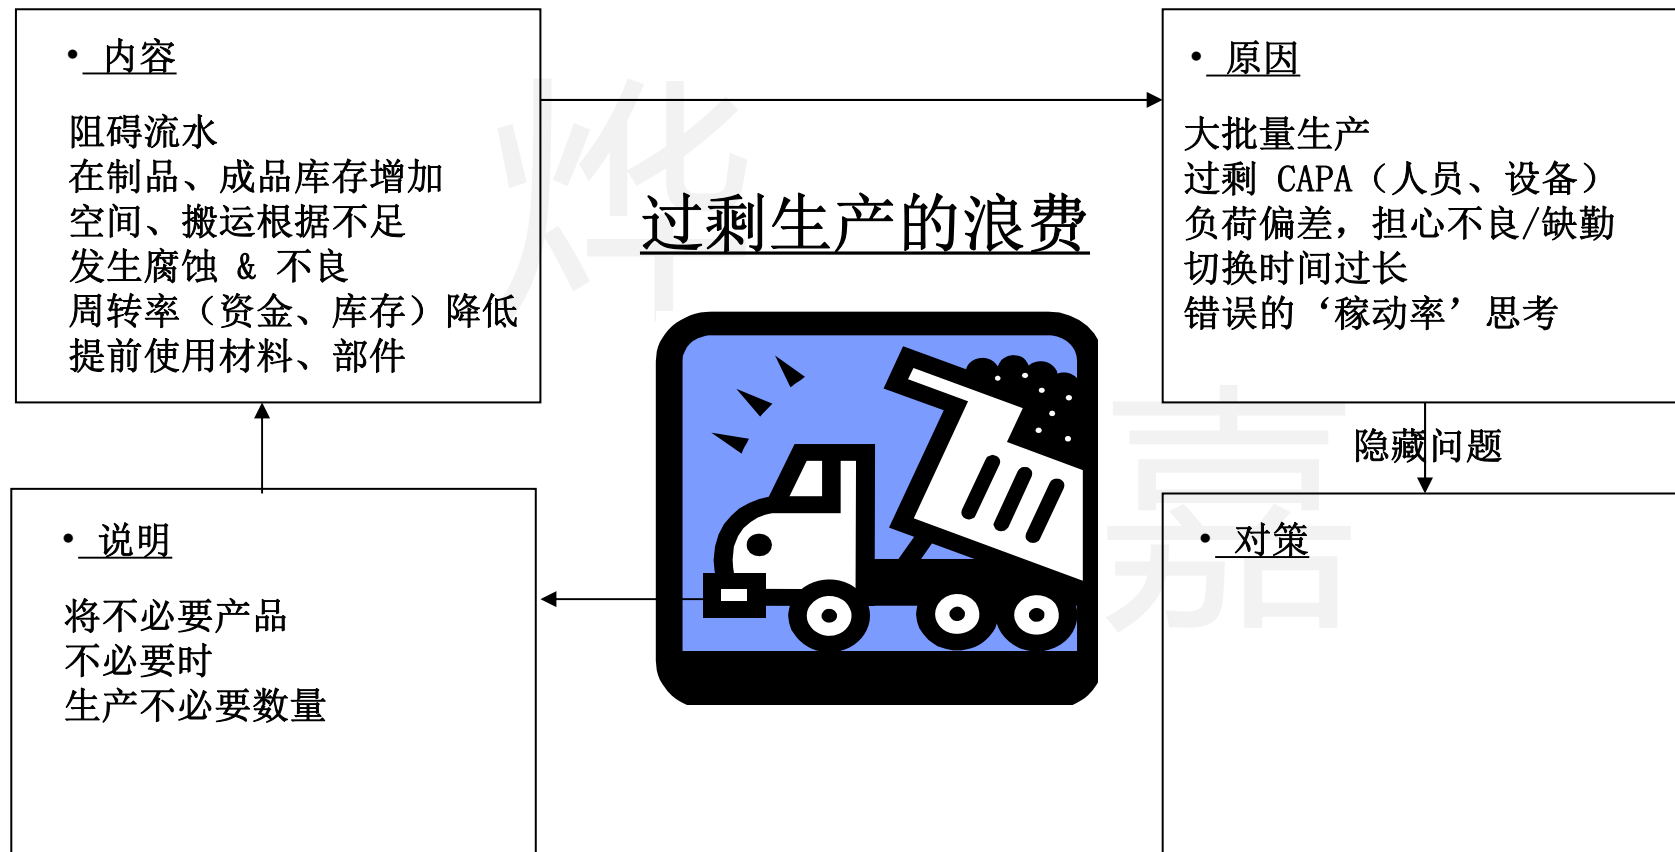 • 内容
阻碍流水
在制品、成品库存增加
空间、搬运根据不足
发生腐蚀 & 不良
周转率（资金、库存）降低
提前使用材料、部件
• 原因
大批量生产
过剩 CAPA（人员、设备）
负荷偏差，担心不良/缺勤
切换时间过长
错误的‘稼动率’思考
过剩生产的浪费
隐藏问题
• 说明
将不必要产品
不必要时
生产不必要数量
• 对策
烨
嘉